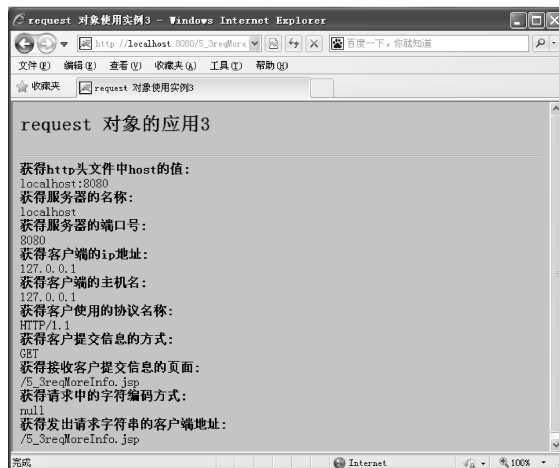 request 对象使用实例3 - Windows Internet Explorer
http://localhost:8080/5_3reqMore
百度一下，你就知道
文件(F) 编辑(E) 查看(V) 收藏夹(A) 工具(T) 帮助(H)
收藏夹 request 对象使用实例3
request 对象的应用3
获得http头文件中host的值:
localhost:8080
获得服务器的名称:
localhost
获得服务器的端口号:
8080
获得客户端的ip地址:
127.0.0.1
获得客户端的主机名:
127.0.0.1
获得客户使用的协议名称:
HTTP/1.1
获得客户提交信息的方式:
GET
获得接收客户提交信息的页面:
/5_3reqMoreInfo.jsp
获得请求中的字符编码方式:
null
获得发出请求字符串的客户端地址:
/5_3reqMoreInfo.jsp
完成 Internet 100%